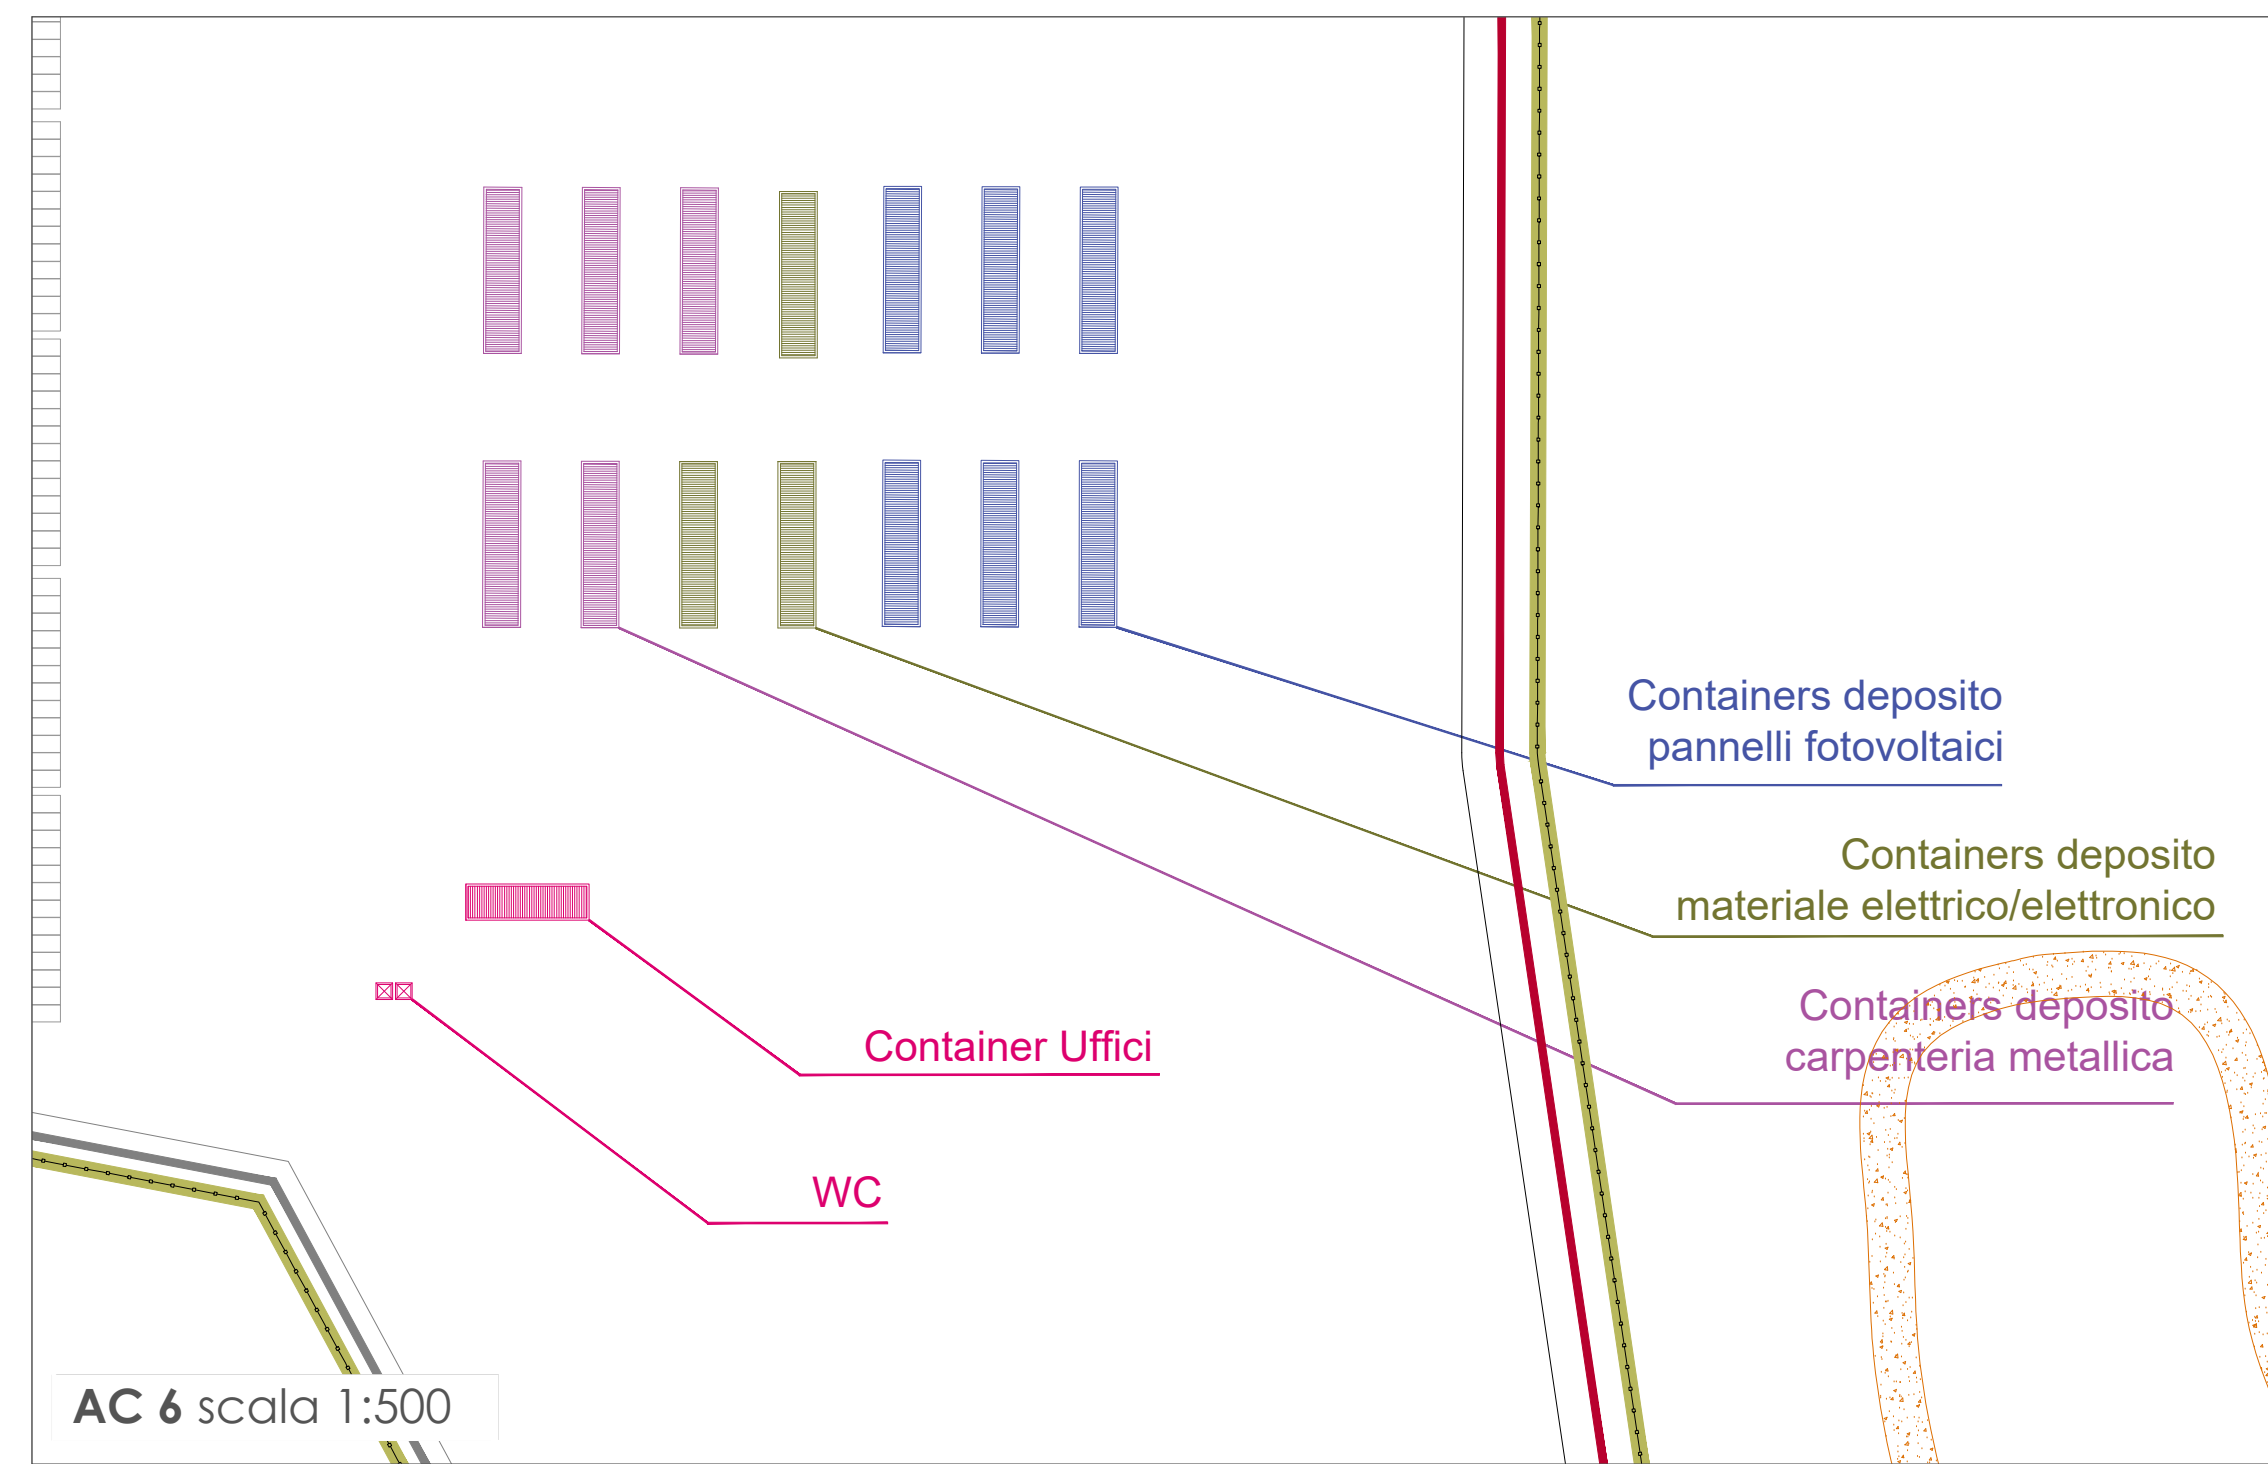 Containers deposito
pannelli fotovoltaici
Containers deposito
materiale elettrico/elettronico
Containers deposito
carpenteria metallica
Container Uffici
WC
AC 6 scala 1:500